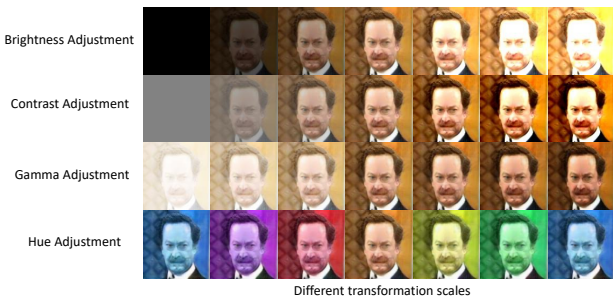 Brightness Adjustment
Contrast Adjustment
Gamma Adjustment
Hue Adjustment
Different transformation scales